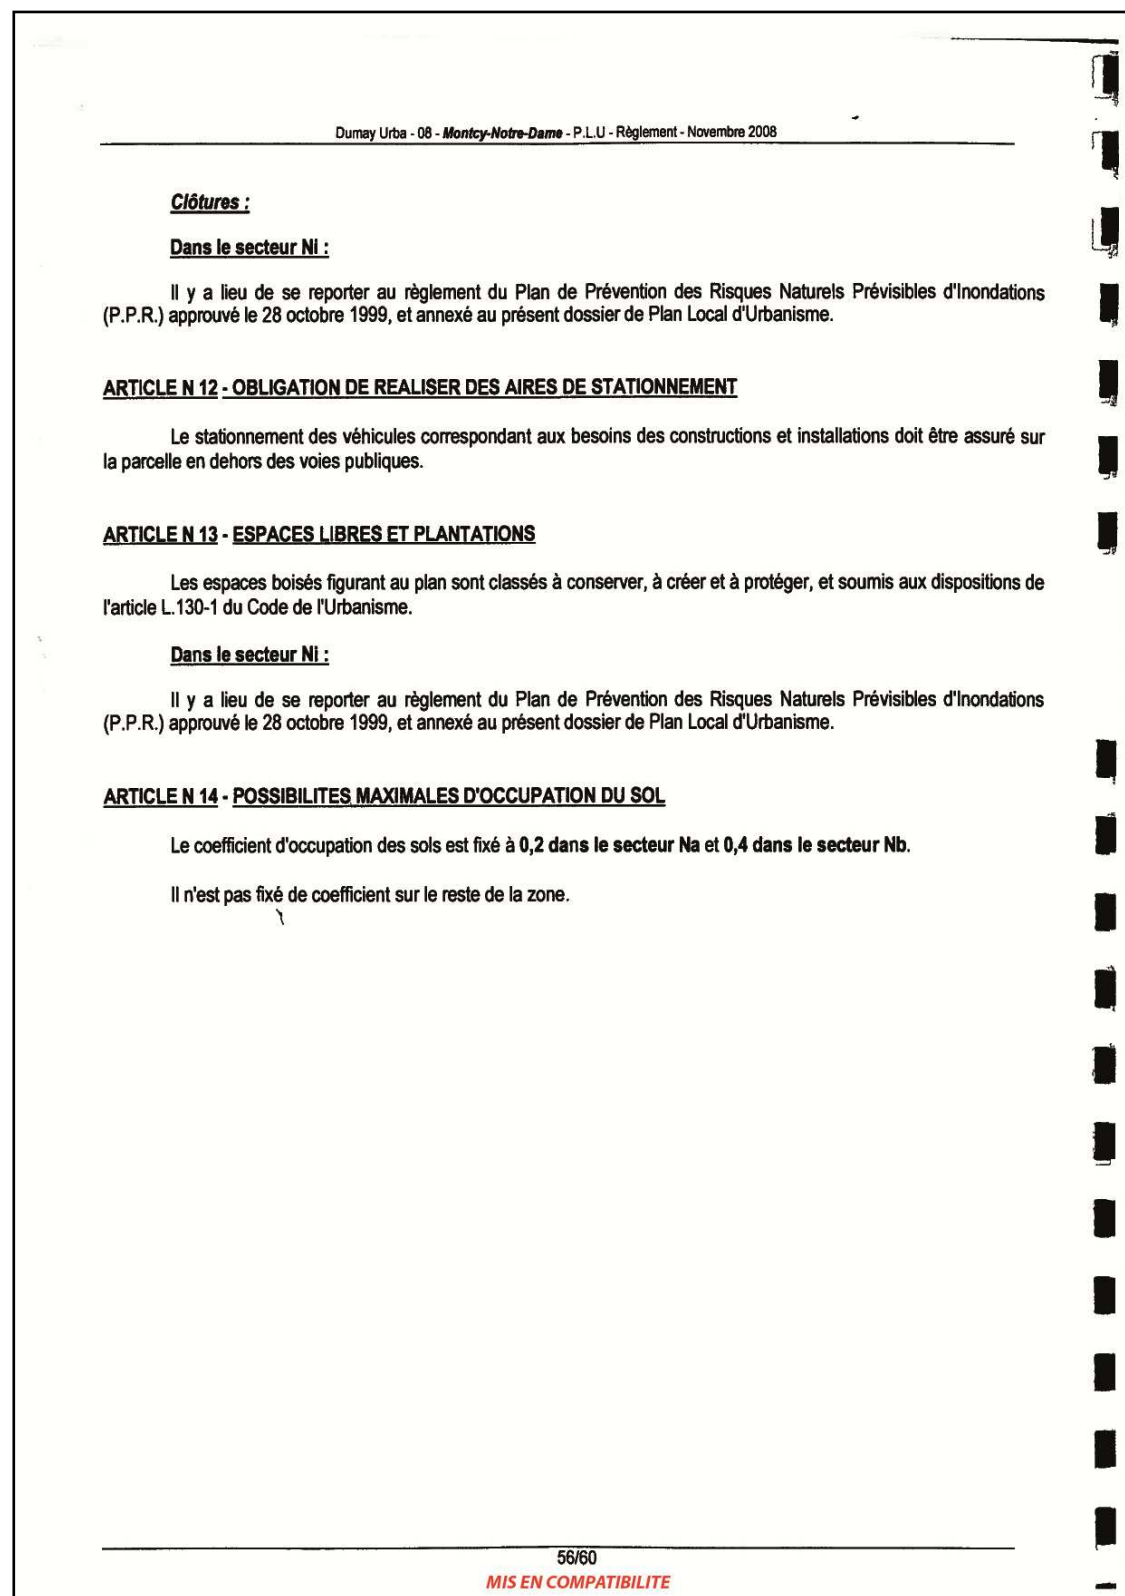 Dumay Urba - 08 - Montcy-Notre-Dame - P.L.U - Règlement - Novembre 2008
Clôtures :
Dans le secteur Ni :
Il y a lieu de se reporter au règlement du Plan de Prévention des Risques Naturels Prévisibles d'Inondations
(P.P.R.) approuvé le 28 octobre 1999, et annexé au présent dossier de Plan Local d'Urbanisme.
ARTICLE N 12 - OBLIGATION DE REALISER DES AIRES DE STATIONNEMENT
Le stationnement des véhicules correspondant aux besoins des constructions et installations doit être assuré sur
la parcelle en dehors des voies publiques.
ARTICLE N 13 - ESPACES LIBRES ET PLANTATIONS
Les espaces boisés figurant au plan sont classés à conserver, à créer et à protéger, et soumis aux dispositions de
l'article L.130-1 du Code de l'Urbanisme.
Dans le secteur Ni :
Il y a lieu de se reporter au règlement du Plan de Prévention des Risques Naturels Prévisibles d'Inondations
(P.P.R.) approuvé le 28 octobre 1999, et annexé au présent dossier de Plan Local d'Urbanisme.
ARTICLE N 14 - POSSIBILITES MAXIMALES D'OCCUPATION DU SOL
Le coefficient d'occupation des sols est fixé à 0,2 dans le secteur Na et 0,4 dans le secteur Nb.
Il n'est pas fixé de coefficient sur le reste de la zone.
56/60
MIS EN COMPATIBILITE